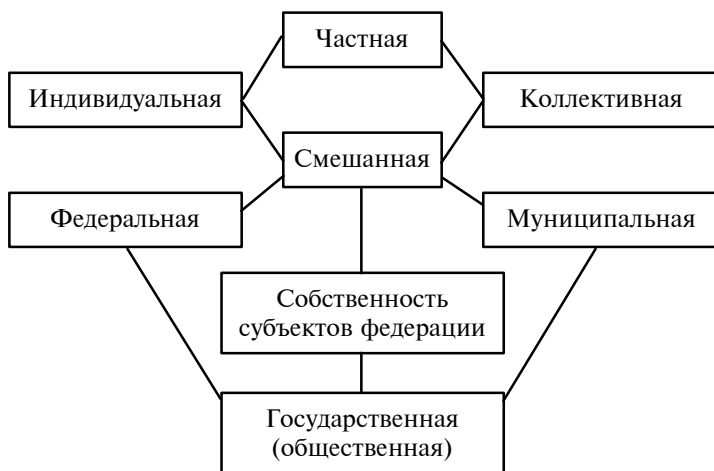 Частная
Индивидуальная
Коллективная
Смешанная
Федеральная
Муниципальная
Собственность
субъектов федерации
Государственная
(общественная)